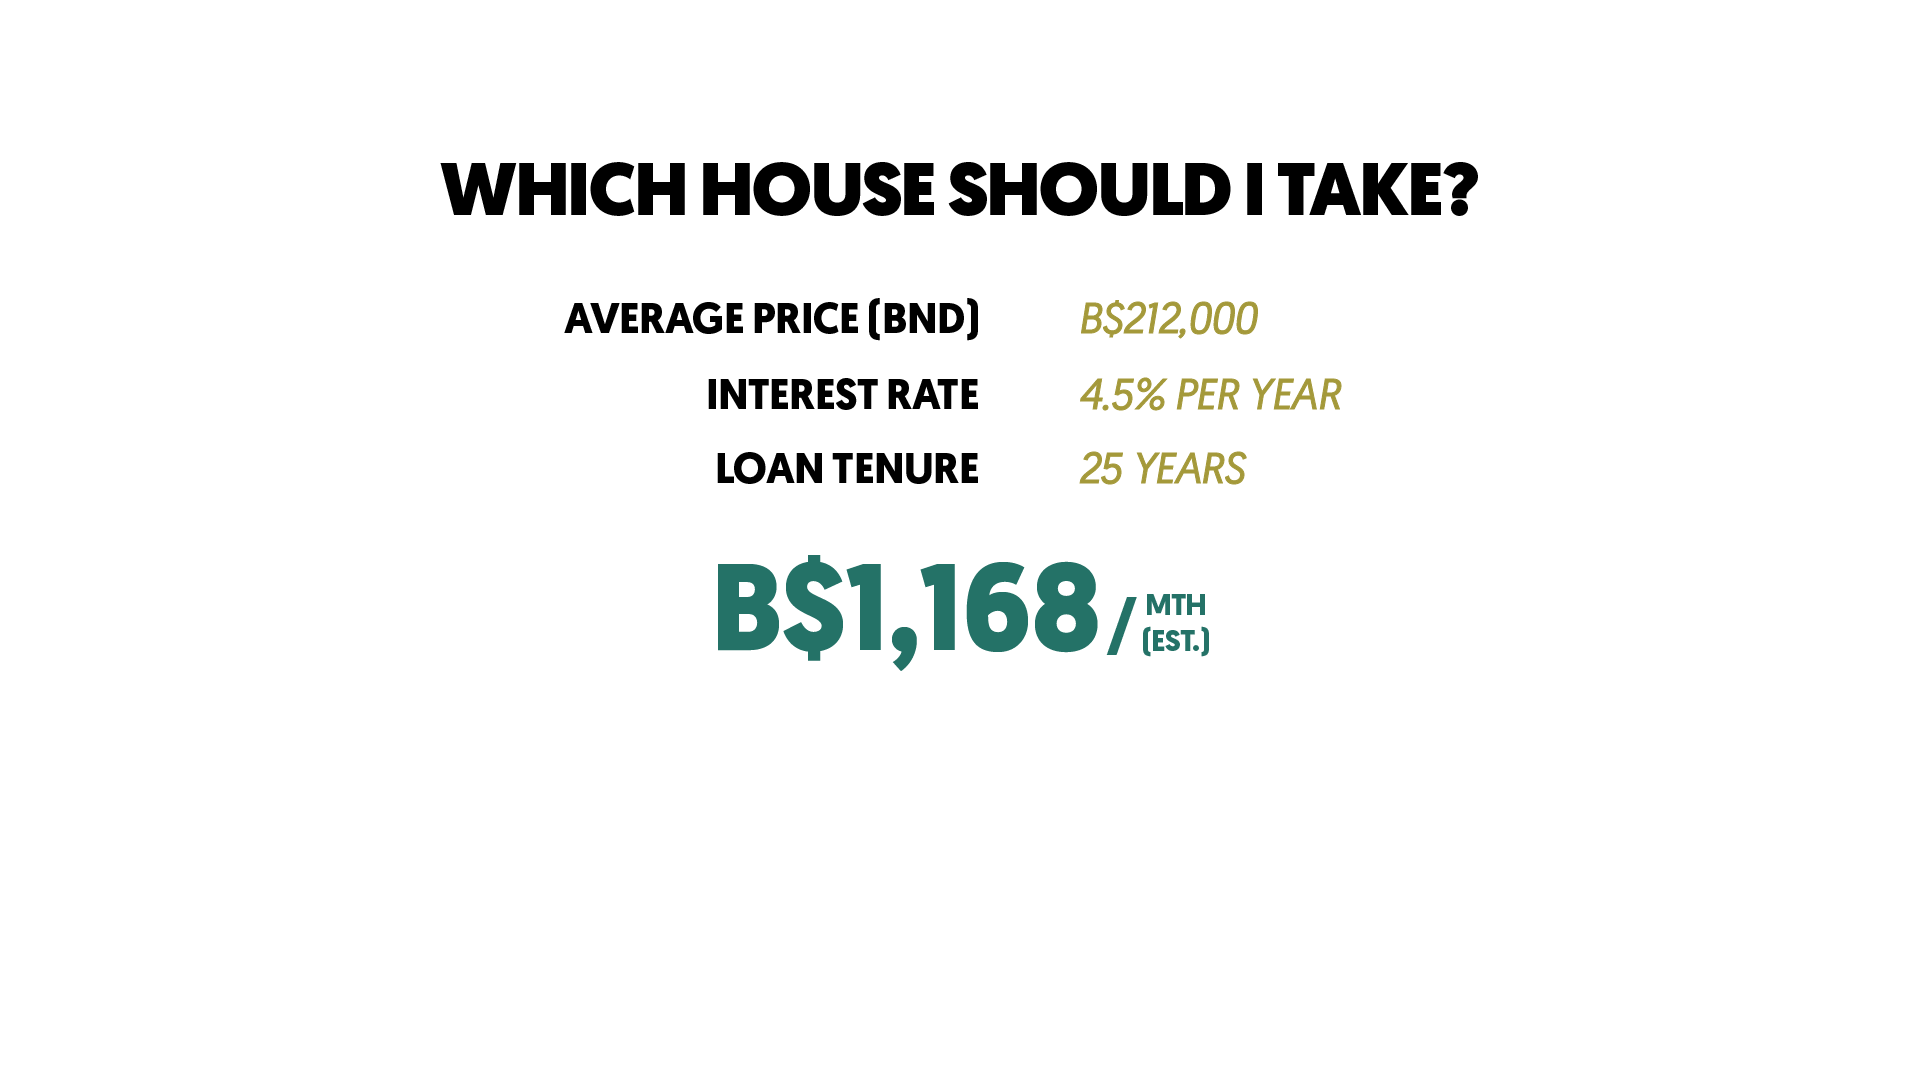 WHICH HOUSE SHOULD I TAKE?
AVERAGE PRICE (BND) B$212,000
INTEREST RATE 4.5% PER YEAR
LOAN TENURE 25 YEARS
B$1,168 / MTH (EST.)